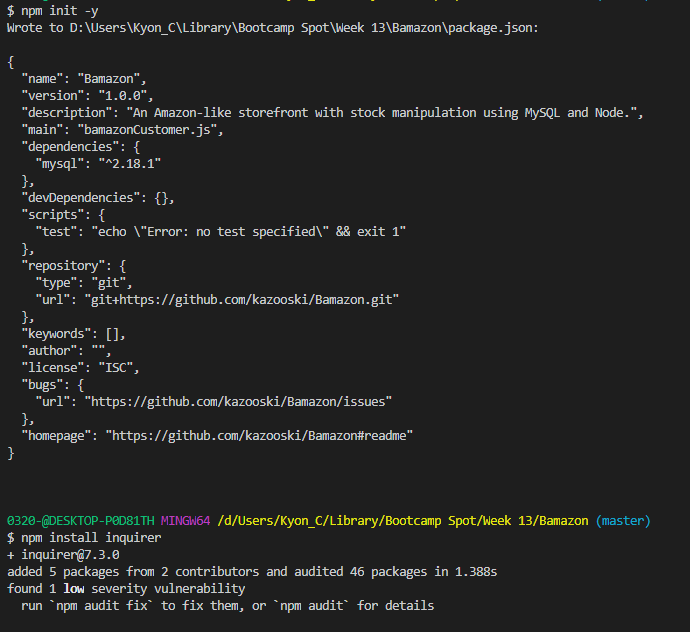 $ npm init -y
Wrote to D:\Users\Kyon_C\Library\Bootcamp Spot\Week 13\Bamazon\package.json:
{
  "name": "Bamazon",
  "version": "1.0.0",
  "description": "An Amazon-like storefront with stock manipulation using MySQL and Node.",
  "main": "bamazonCustomer.js",
  "dependencies": {
    "mysql": "^2.18.1"
  },
  "devDependencies": {},
  "scripts": {
    "test": "echo \"Error: no test specified\" && exit 1"
  },
  "repository": {
    "type": "git",
    "url": "git+https://github.com/kazooski/Bamazon.git"
  },
  "keywords": [],
  "author": "",
  "license": "ISC",
  "bugs": {
    "url": "https://github.com/kazooski/Bamazon/issues"
  },
  "homepage": "https://github.com/kazooski/Bamazon#readme"
}
0320-@DESKTOP-P0D81TH MINGW64 /d/Users/Kyon_C/Library/Bootcamp Spot/Week 13/Bamazon (master)
$ npm install inquirer
+ inquirer@7.3.0
added 5 packages from 2 contributors and audited 46 packages in 1.388s
found 1 low severity vulnerability
  run `npm audit fix` to fix them, or `npm audit` for details